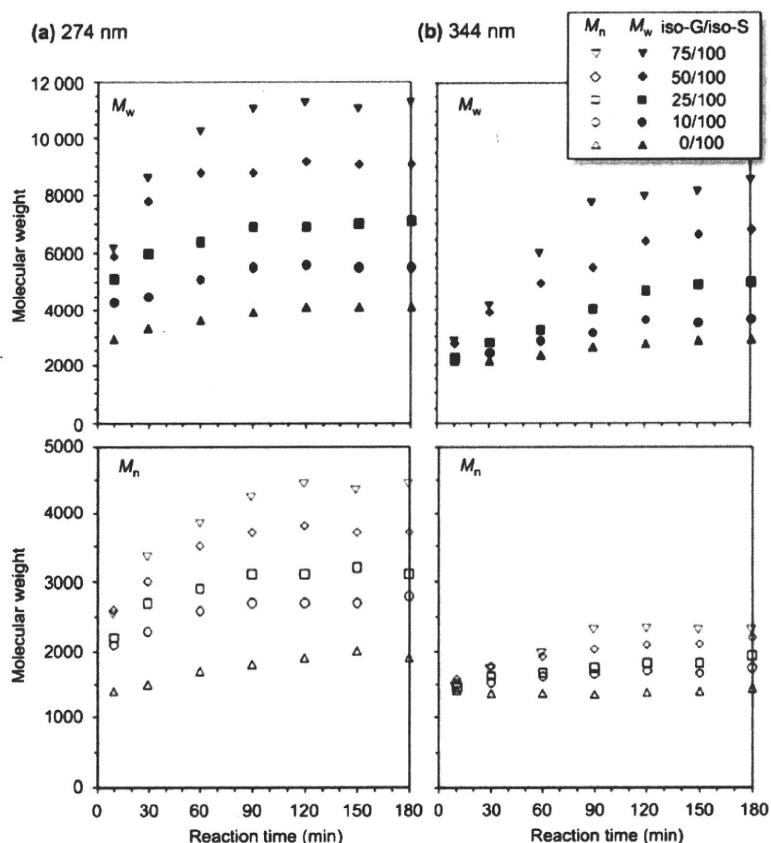 (a) 274 nm
(b) 344 nm
Mn Mw iso-G/iso-S
75/100
50/100
25/100
10/100
0/100
12 000
10 000
8000
6000
4000
2000
0
Molecular weight
Mw
Mw
5000
4000
3000
2000
1000
0
Molecular weight
Mn
Mn
0 30 60 90 120 150 180
0 30 60 90 120 150 180
Reaction time (min)
Reaction time (min)